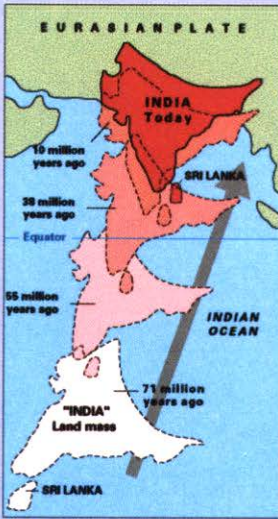 EURASIAN PLATE
INDIA
Today
10 million
years ago
SRI LANKA
38 million
years ago
Equator
55 million
years ago
INDIAN
OCEAN
71 million
years ago
"INDIA"
Land mass
SRI LANKA